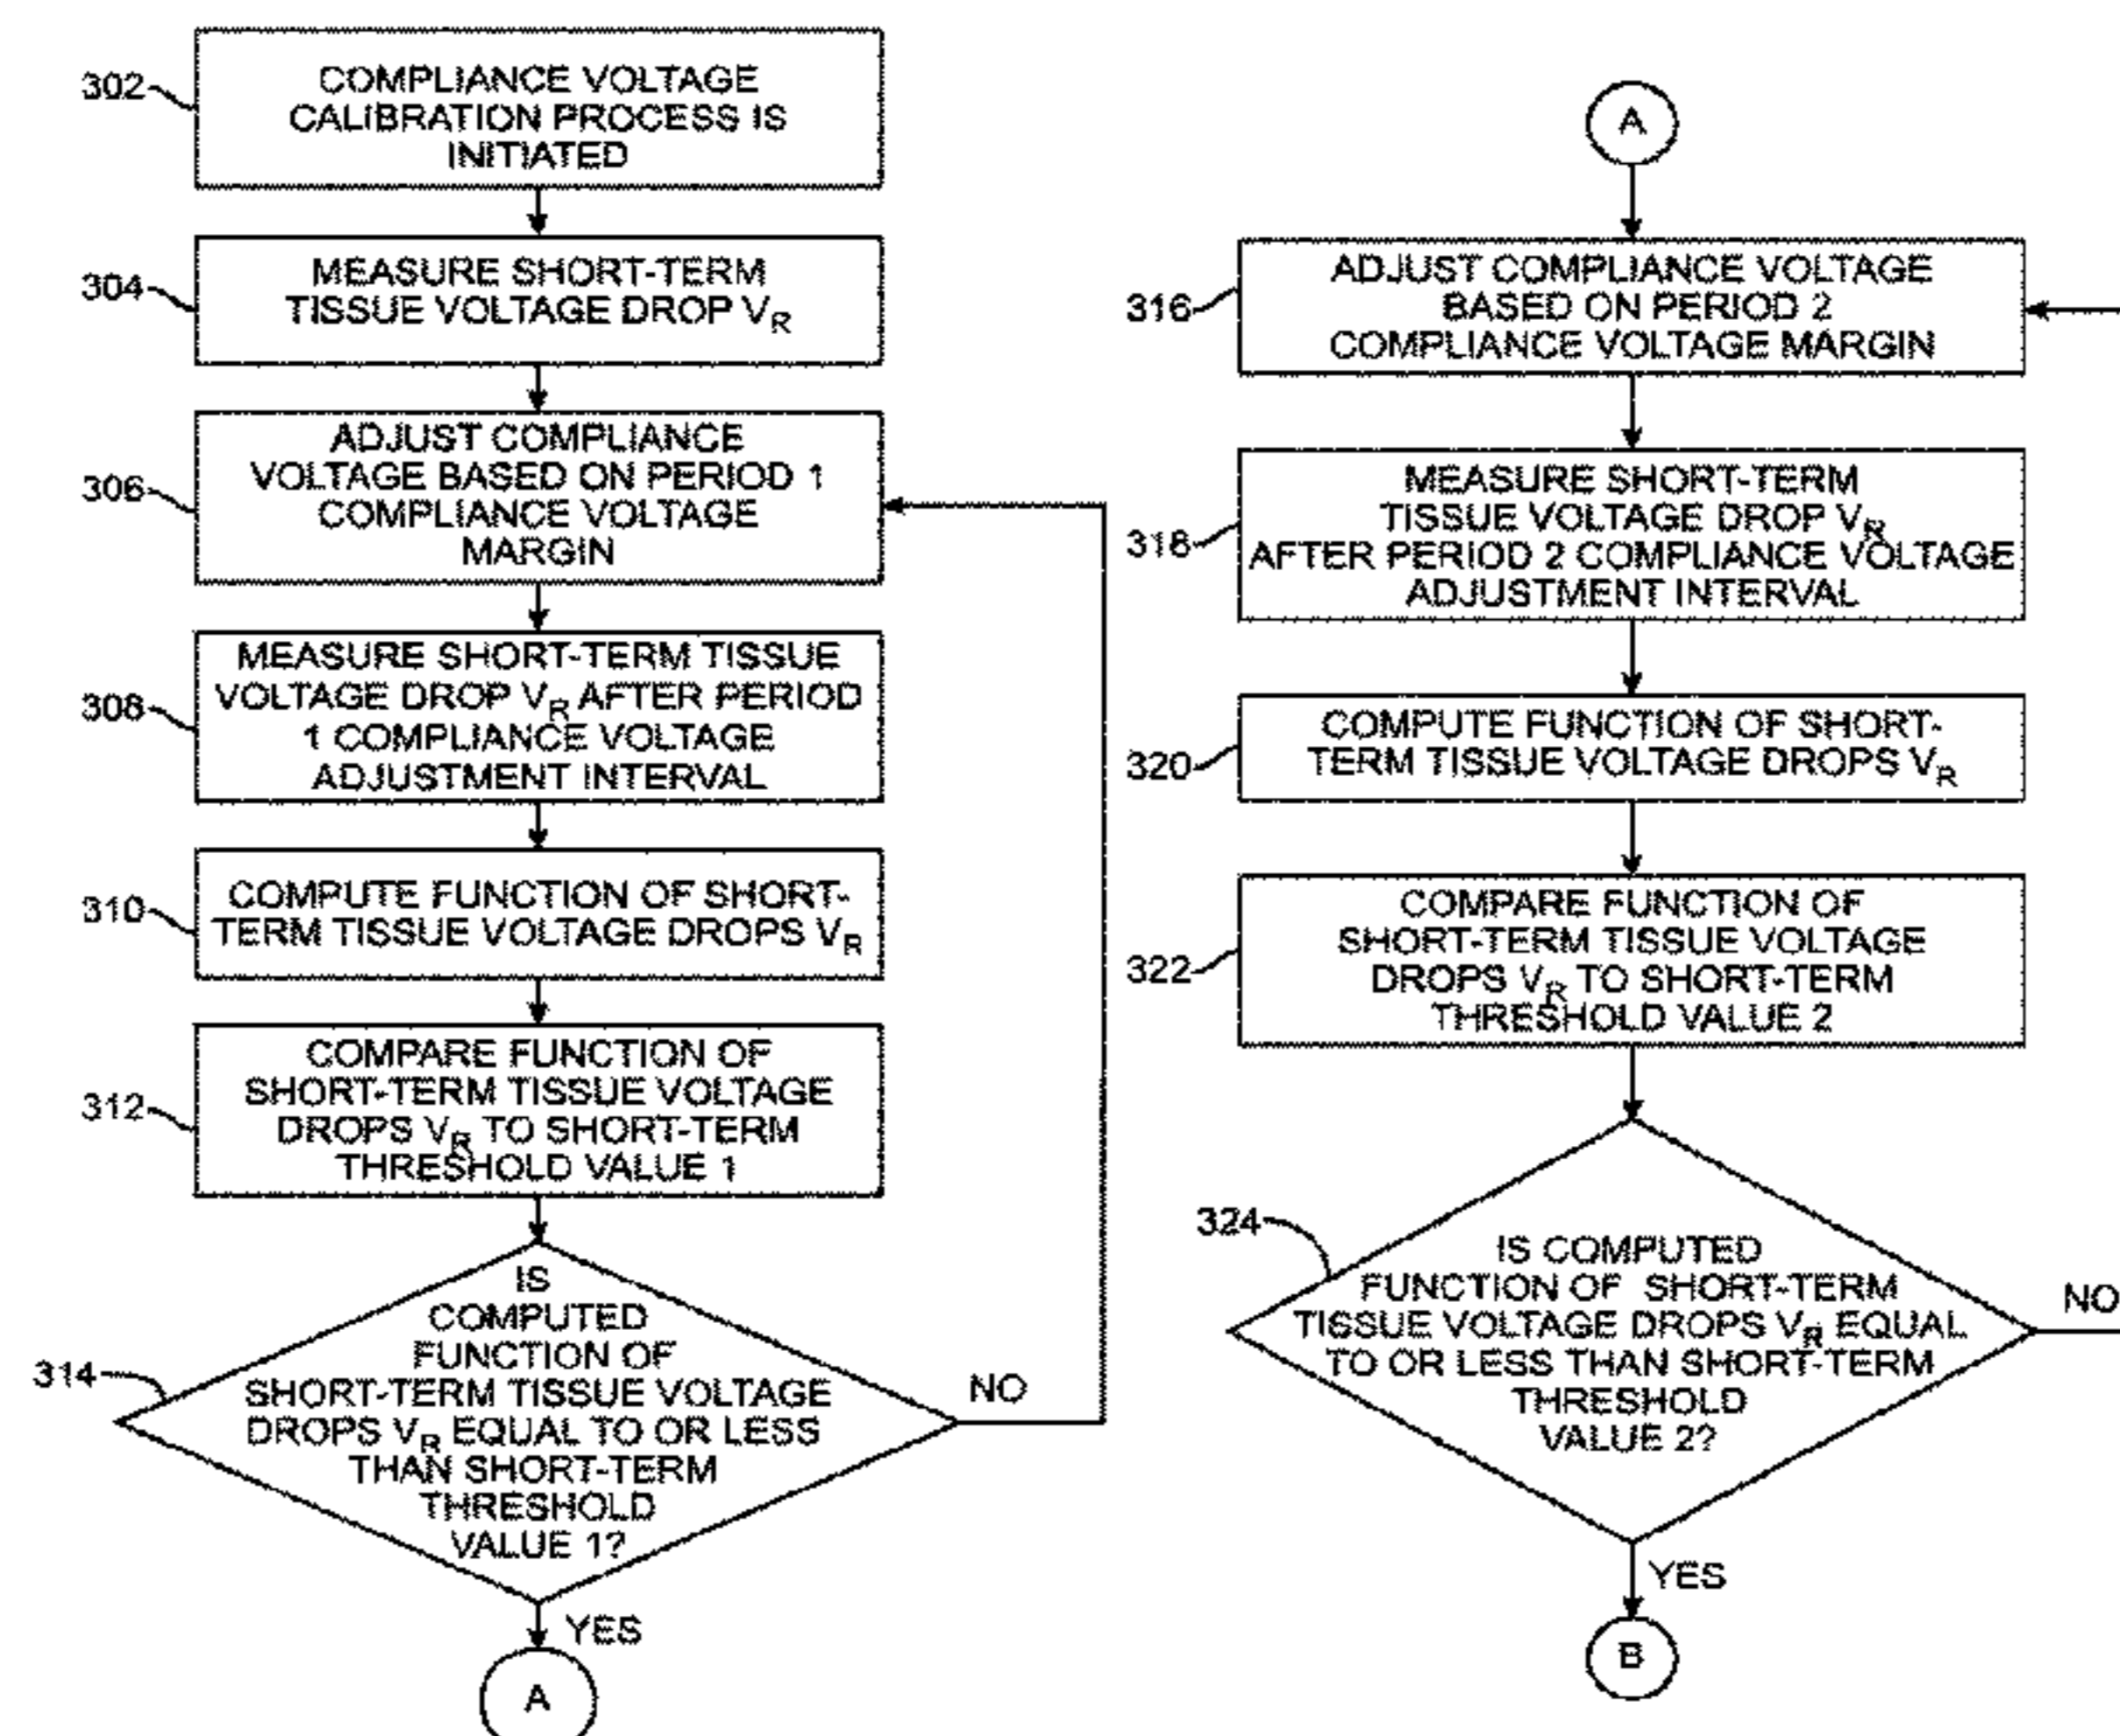 302
COMPLIANCE VOLTAGE
CALIBRATION PROCESS IS
INITIATED
304
MEASURE SHORT-TERM
TISSUE VOLTAGE DROP VR
306
ADJUST COMPLIANCE
VOLTAGE BASED ON PERIOD 1
COMPLIANCE VOLTAGE
MARGIN
308
MEASURE SHORT-TERM TISSUE
VOLTAGE DROP VR AFTER PERIOD
1 COMPLIANCE VOLTAGE
ADJUSTMENT INTERVAL
310
COMPUTE FUNCTION OF SHORT-
TERM TISSUE VOLTAGE DROPS VR
312
COMPARE FUNCTION OF
SHORT-TERM TISSUE VOLTAGE
DROPS VR TO SHORT-TERM
THRESHOLD VALUE 1
314
IS
COMPUTED
FUNCTION OF
SHORT-TERM TISSUE VOLTAGE
DROPS VR EQUAL TO OR LESS
THAN SHORT-TERM
THRESHOLD
VALUE 1?
NO
YES
A
A
316
ADJUST COMPLIANCE VOLTAGE
BASED ON PERIOD 2
COMPLIANCE VOLTAGE MARGIN
318
MEASURE SHORT-TERM
TISSUE VOLTAGE DROP VR
AFTER PERIOD 2 COMPLIANCE VOLTAGE
ADJUSTMENT INTERVAL
320
COMPUTE FUNCTION OF SHORT-
TERM TISSUE VOLTAGE DROPS VR
322
COMPARE FUNCTION OF
SHORT-TERM TISSUE VOLTAGE
DROPS VR TO SHORT-TERM
THRESHOLD VALUE 2
324
IS COMPUTED
FUNCTION OF SHORT-TERM
TISSUE VOLTAGE DROPS VR EQUAL
TO OR LESS THAN SHORT-TERM
THRESHOLD
VALUE 2?
NO
YES
B